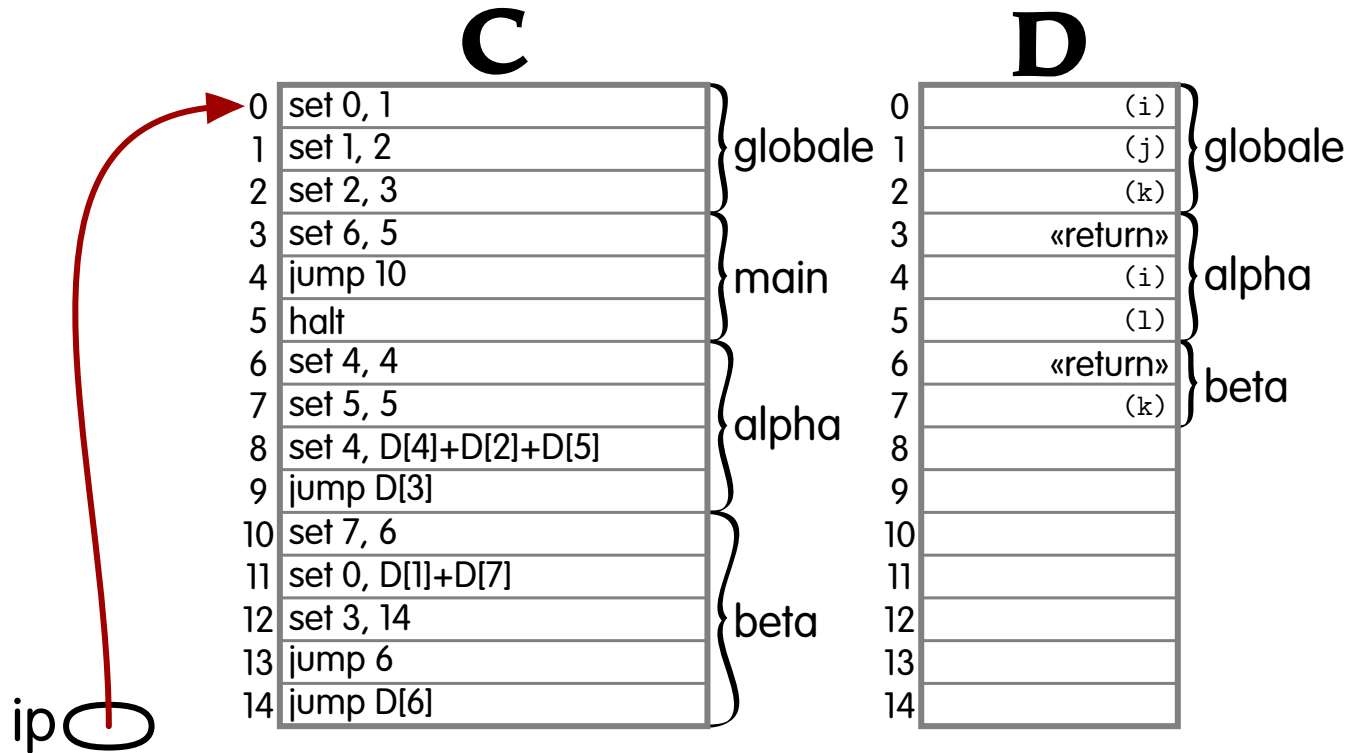 C D
0 set 0, 1 0 (i)
1 set 1, 2 globale 1 (j) globale
2 set 2, 3 2 (k)
3 set 6, 5 3 «return»
4 jump 10 main 4 (i) alpha
5 halt 5 (l)
6 set 4, 4 6 «return»
7 set 5, 5 alpha 7 (k) beta
8 set 4, D[4]+D[2]+D[5] 8
9 jump D[3] 9
10 set 7, 6 10
11 set 0, D[1]+D[7] 11
12 set 3, 14 beta 12
13 jump 6 13
14 jump D[6] 14
ip